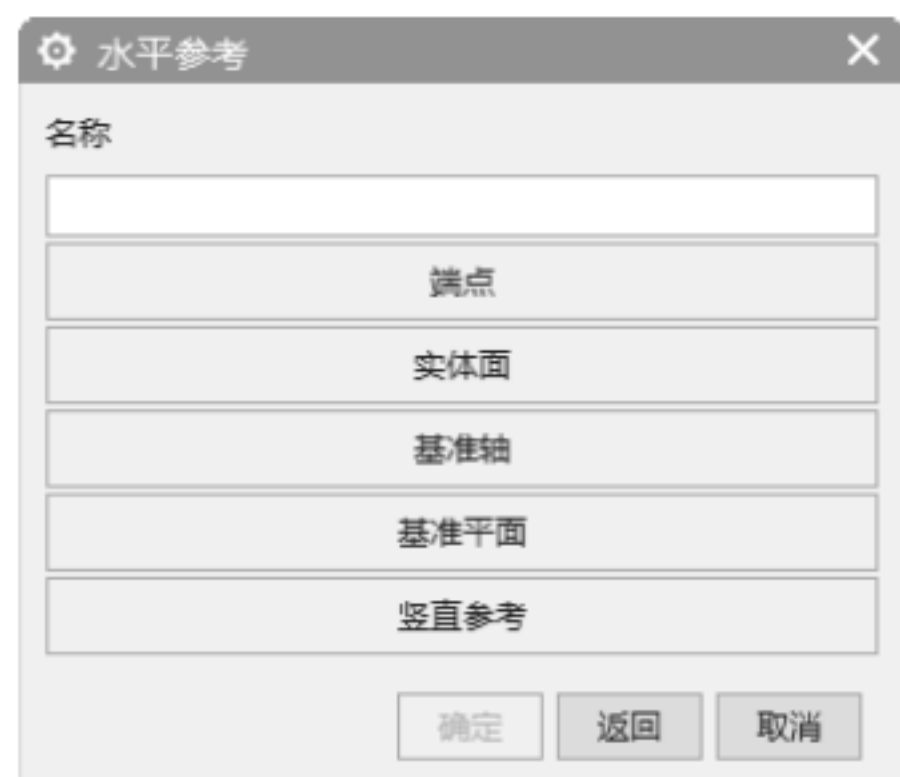 水平参考
名称
端点
实体面
基准轴
基准平面
竖直参考
确定 返回 取消